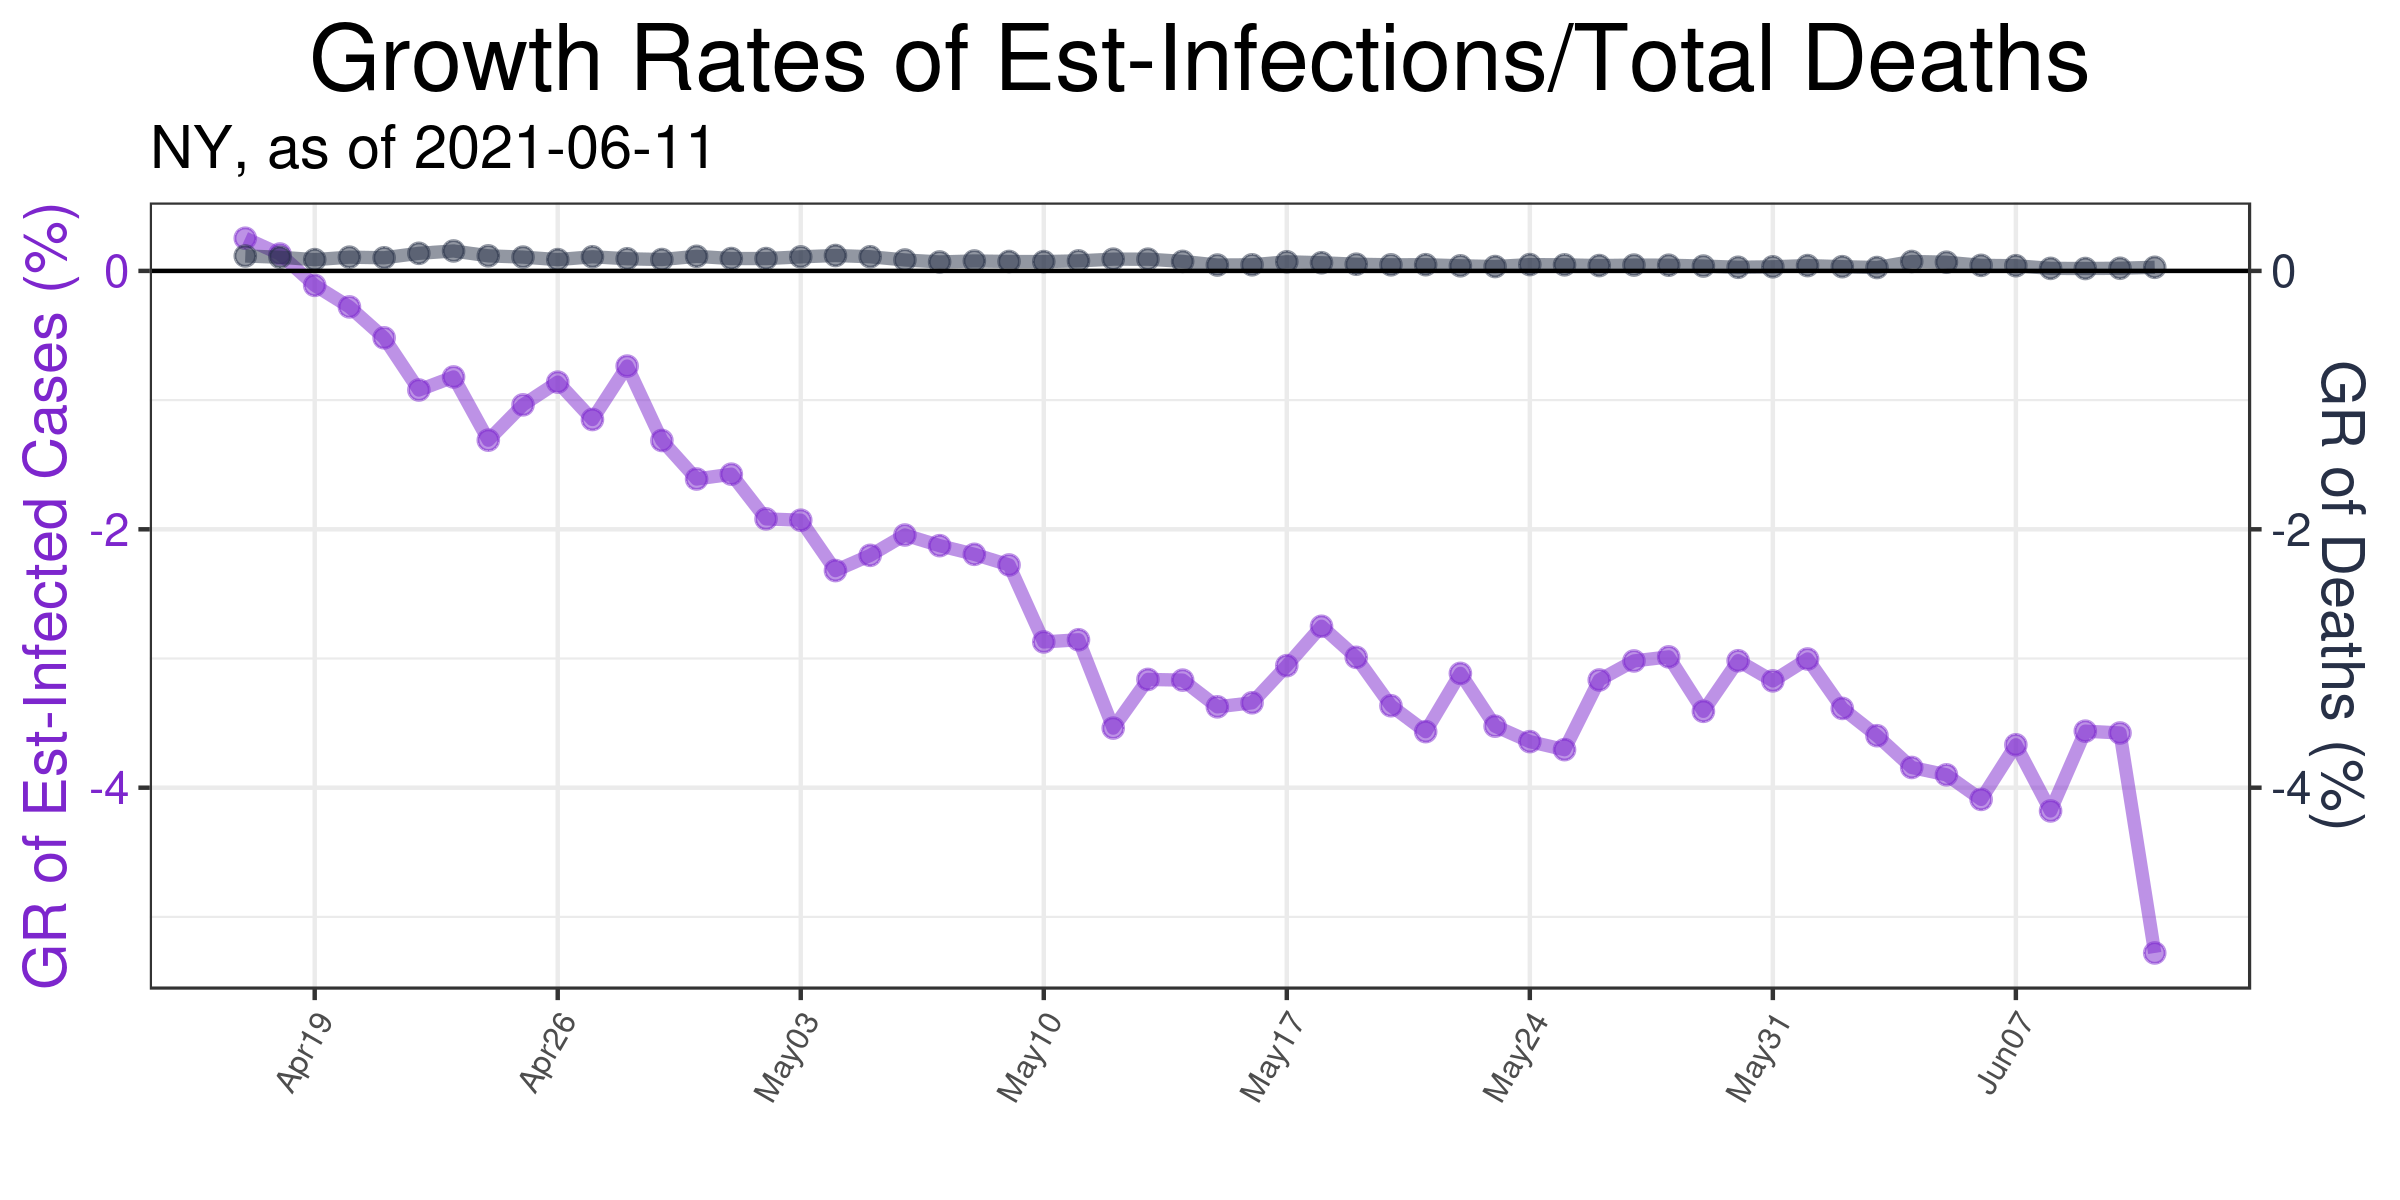 Growth Rates of Est-Infections/Total Deaths
NY, as of 2021-06-11
GR of Est-Infected Cases (%)
0
-2
-4
0
-2
-4
GR of Deaths (%)
Apr19
Apr26
May03
May10
May17
May24
May31
Jun07